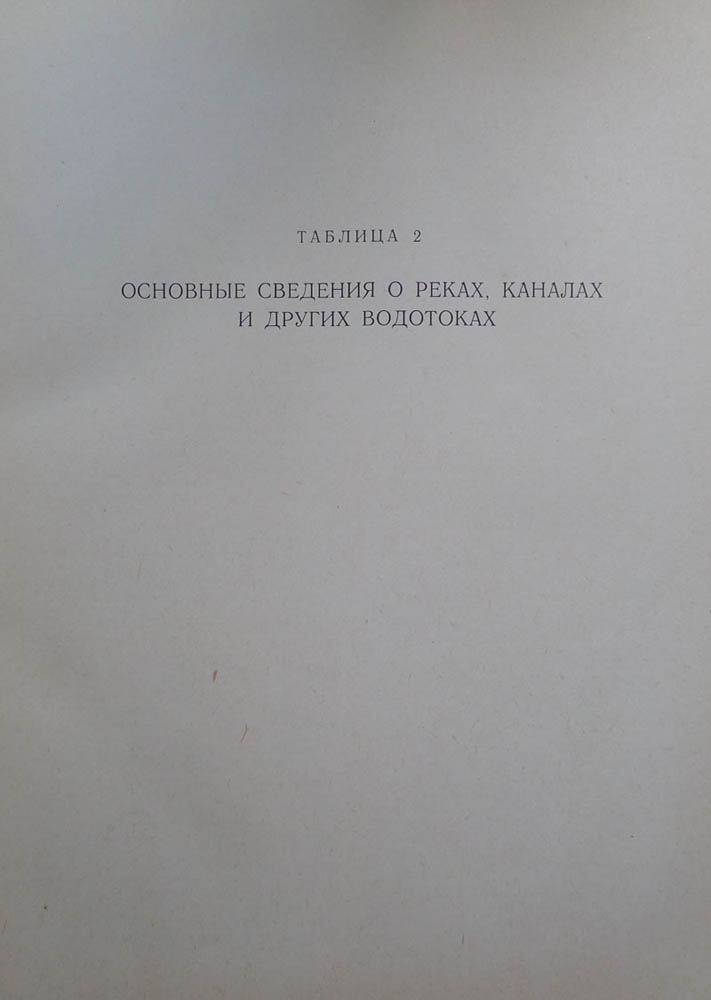 ТАБЛИЦА 2
ОСНОВНЫЕ СВЕДЕНИЯ О РЕКАХ, КАНАЛАХ
И ДРУГИХ ВОДОТОКАХ